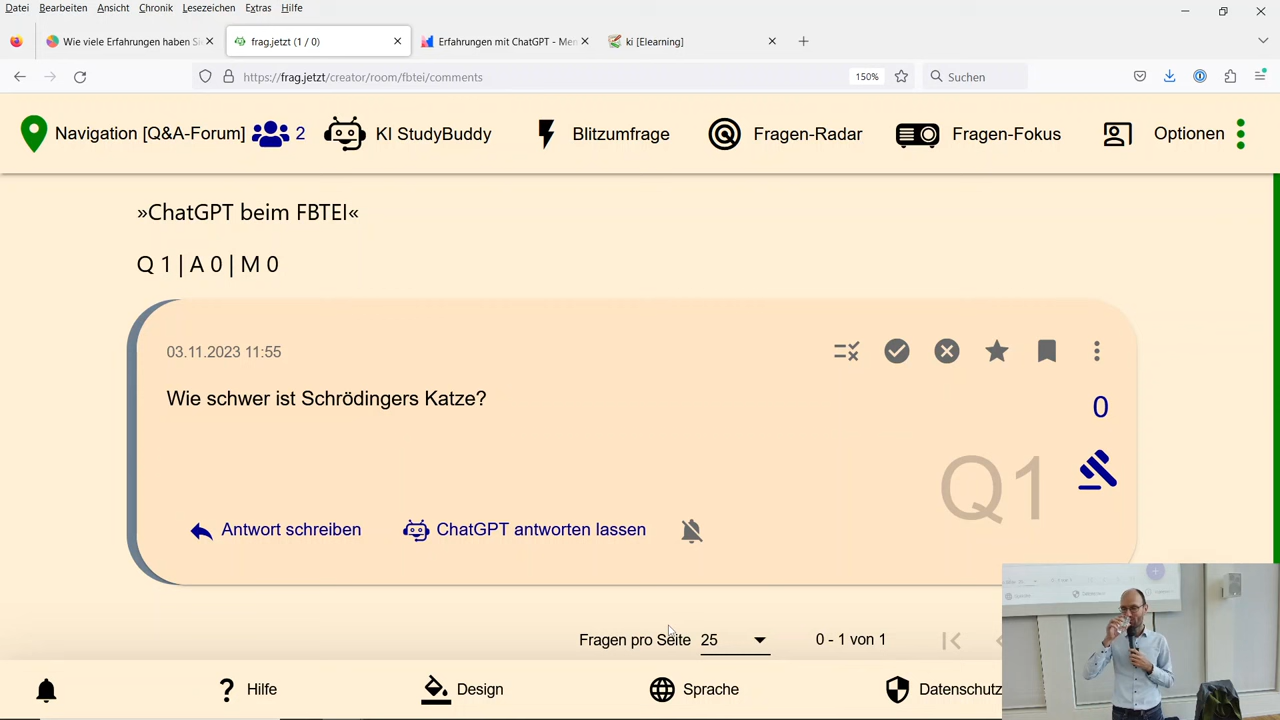 Datei Bearbeiten Ansicht Chronik Lesezeichen Extras Hilfe
Wie viele Erfahrungen haben Si
frag.jetzt (1 / 0)
Erfahrungen mit ChatGPT - Men
ki [Elearning]
https://frag.jetzt/creator/room/fbtei/comments
150%
Suchen
Navigation [Q&A-Forum] 2
KI StudyBuddy
Blitzumfrage
Fragen-Radar
Fragen-Fokus
Optionen
»ChatGPT beim FBTEI«
Q 1 | A 0 | M 0
03.11.2023 11:55
Wie schwer ist Schrödingers Katze?
0
Q1
Antwort schreiben
ChatGPT antworten lassen
Fragen pro Seite 25
0 - 1 von 1
Hilfe
Design
Sprache
Datenschutz